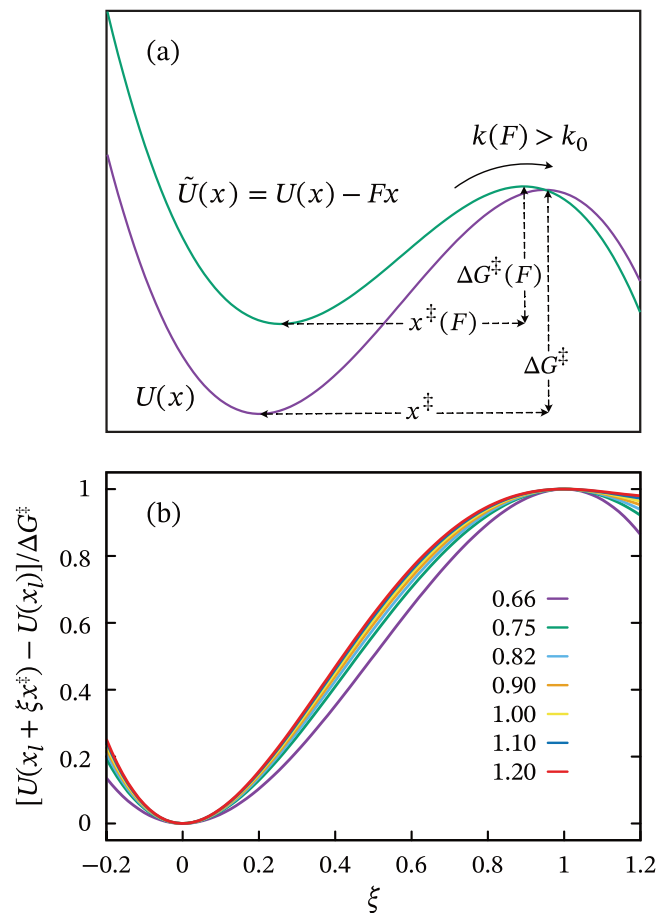 (a)
k(F) > k₀
Ũ(x) = U(x) − Fx
ΔG‡(F)
x‡(F)
ΔG‡
U(x)
x‡
(b)
[U(xₗ + ξx‡) − U(xₗ)]/ΔG‡
1
0.8
0.6
0.4
0.2
0
0.66
0.75
0.82
0.90
1.00
1.10
1.20
−0.2 0 0.2 0.4 0.6 0.8 1 1.2
ξ